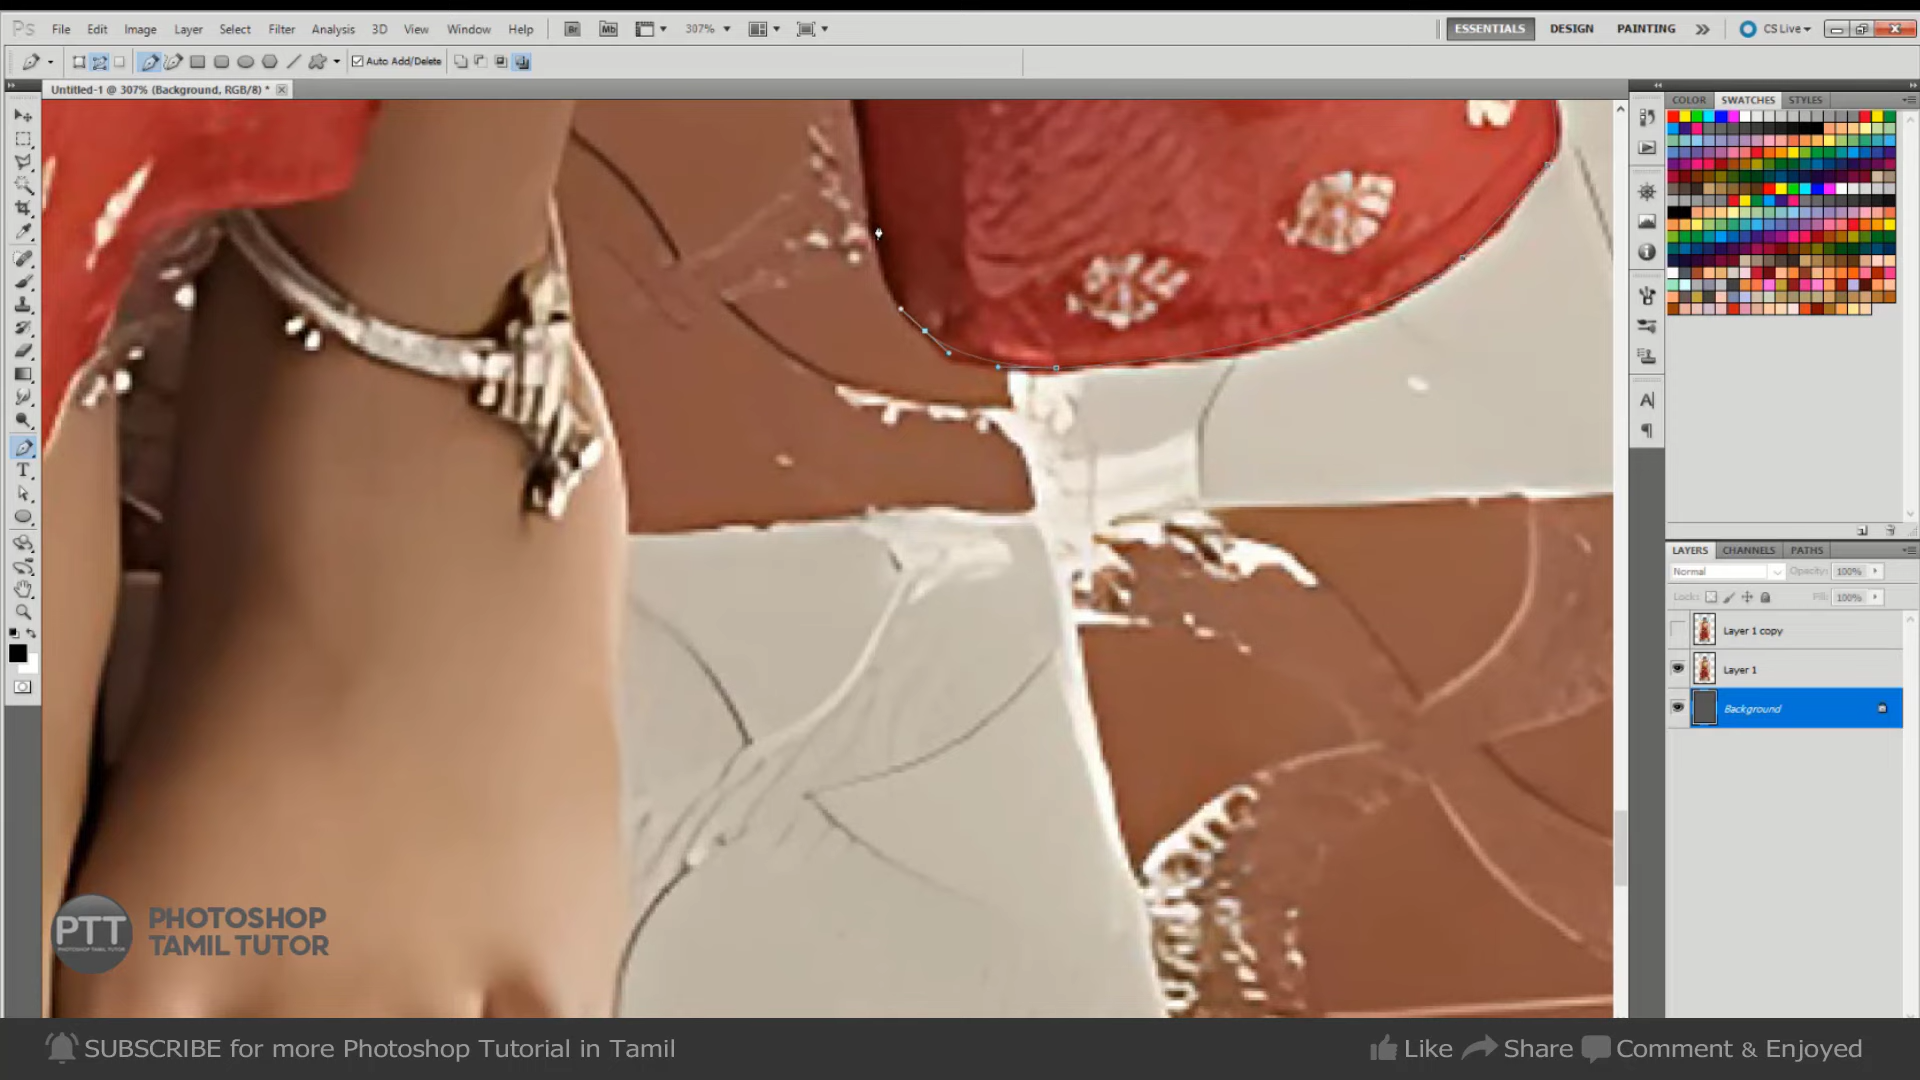 Ps File Edit Image Layer Select Filter Analysis 3D View Window Help Br Mb 307% ESSENTIALS DESIGN PAINTING CS Live
Auto Add/Delete
Untitled-1 @ 307% (Background, RGB/8) *
COLOR SWATCHES STYLES
LAYERS CHANNELS PATHS
Normal Opacity: 100%
Lock: Fill: 100%
Layer 1 copy
Layer 1
Background
PTT PHOTOSHOP
TAMIL TUTOR
SUBSCRIBE for more Photoshop Tutorial in Tamil Like Share Comment & Enjoyed